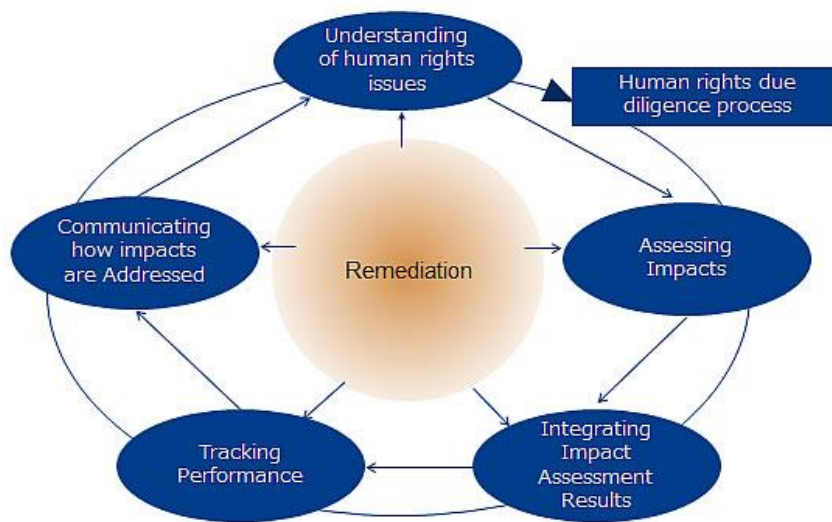 Understanding
of human rights
issues
Human rights due
diligence process
Communicating
how impacts
are Addressed
Remediation
Assessing
Impacts
Tracking
Performance
Integrating
Impact
Assessment
Results